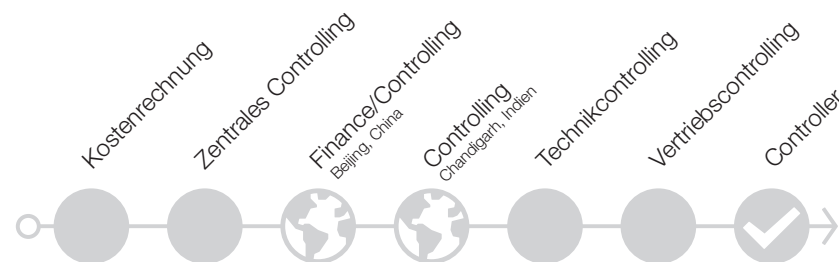 Kostenrechnung
Zentrales Controlling
Finance/Controlling
Beijing, China
Controlling
Chandigarh, Indien
Technikcontrolling
Vertriebscontrolling
Controller